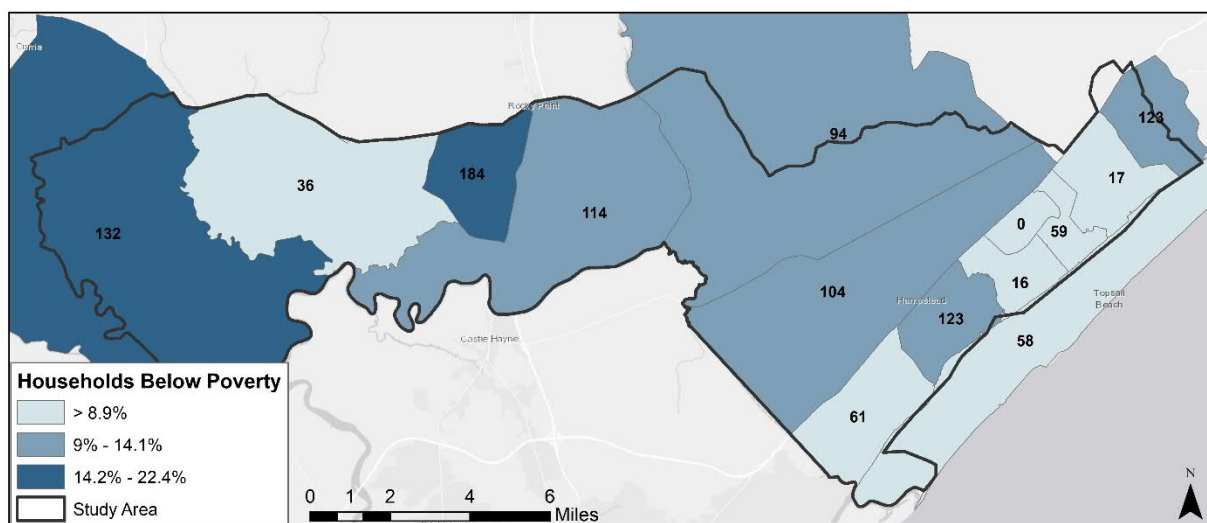 Currie
Rocky Point
94
123
36
184
17
132
114
0
59
104
16
Hampstead
123
Topsail
Beach
58
Castle Hayne
61
Households Below Poverty
> 8.9%
9% - 14.1%
14.2% - 22.4%
Study Area
0 1 2 4 6
Miles
N